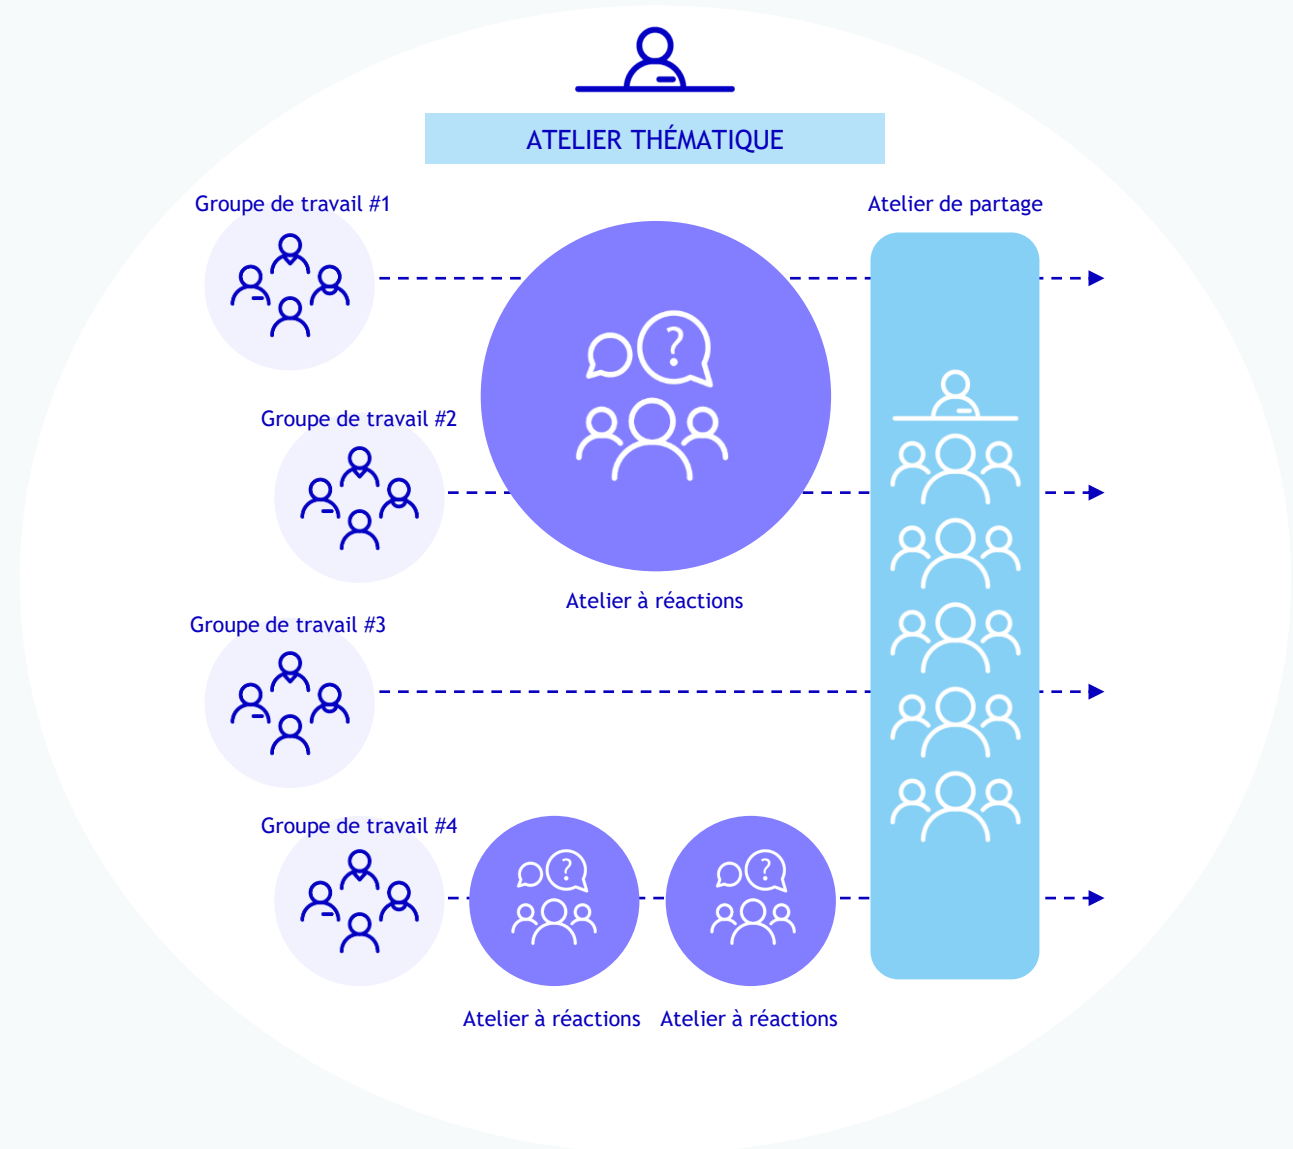 ATELIER THÉMATIQUE
Groupe de travail #1
Atelier de partage
?
Groupe de travail #2
Atelier à réactions
Groupe de travail #3
Groupe de travail #4
?
?
Atelier à réactions
Atelier à réactions